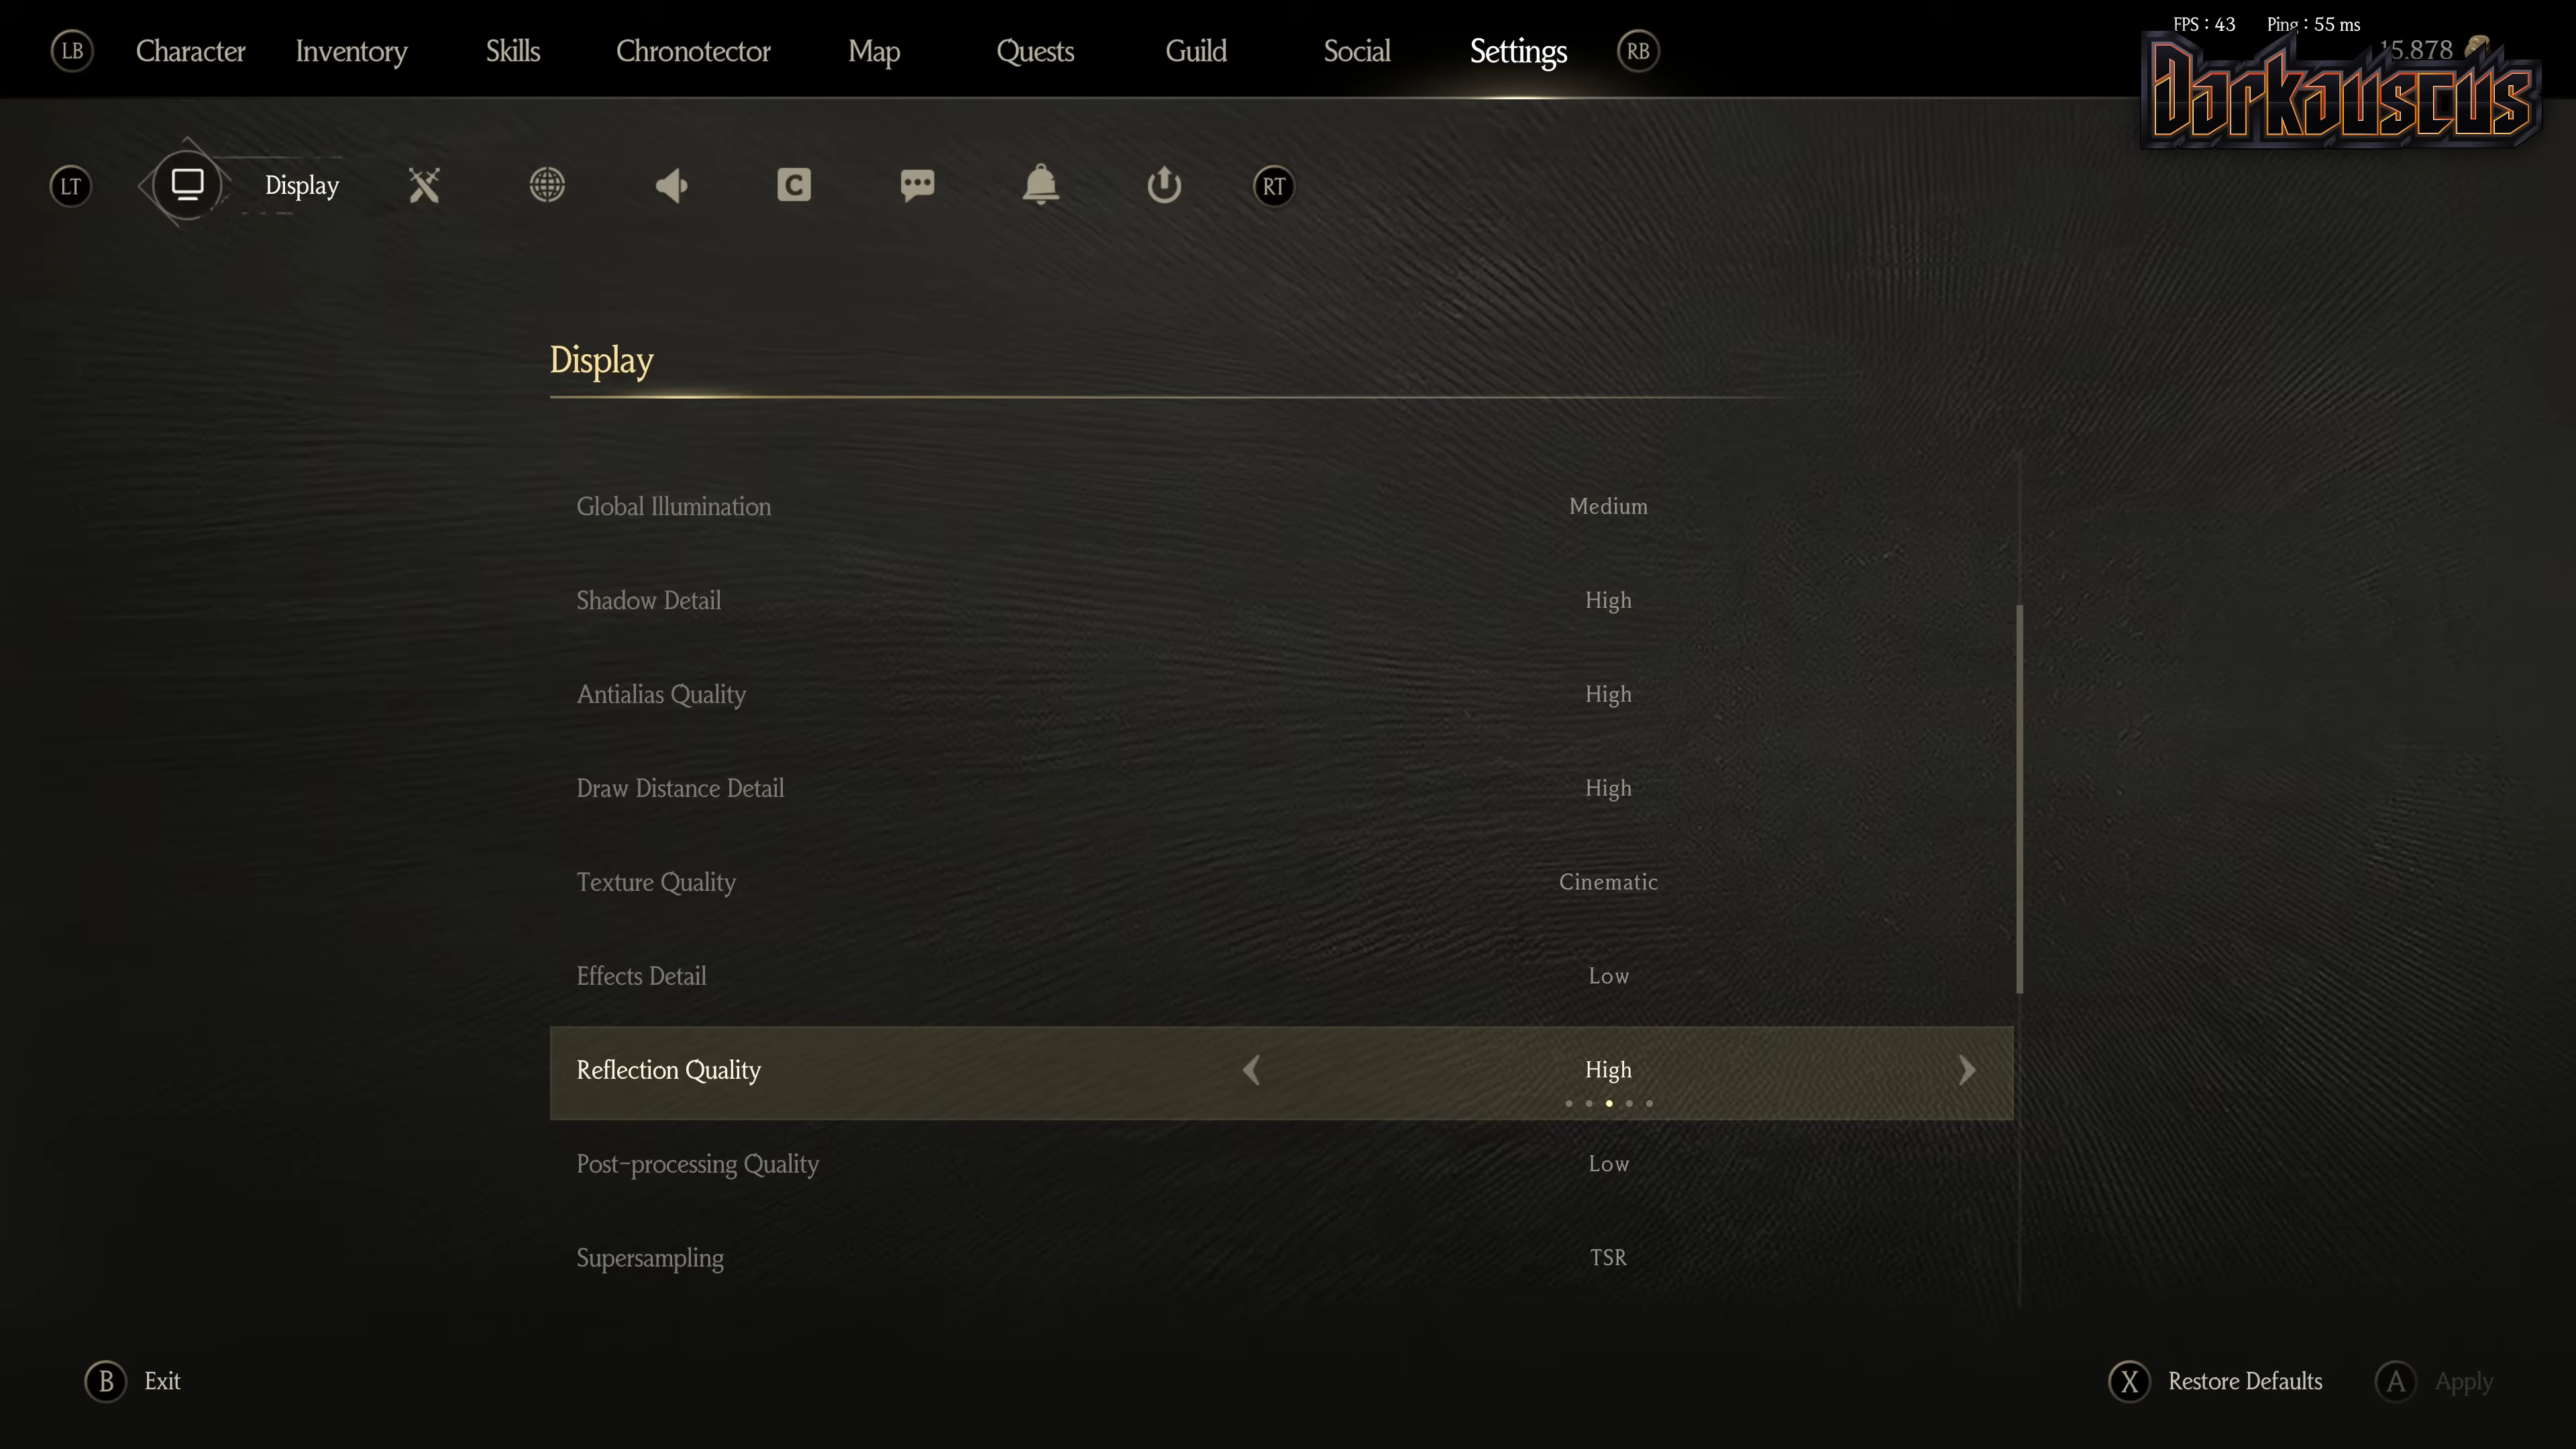 FPS : 43 Ping : 55 ms
LB Character Inventory Skills Chronotector Map Quests Guild Social Settings RB 15,878
Darkauscus
LT Display C RT
Display
Global Illumination Medium
Shadow Detail High
Antialias Quality High
Draw Distance Detail High
Texture Quality Cinematic
Effects Detail Low
Reflection Quality High
Post-processing Quality Low
Supersampling TSR
B Exit X Restore Defaults A Apply